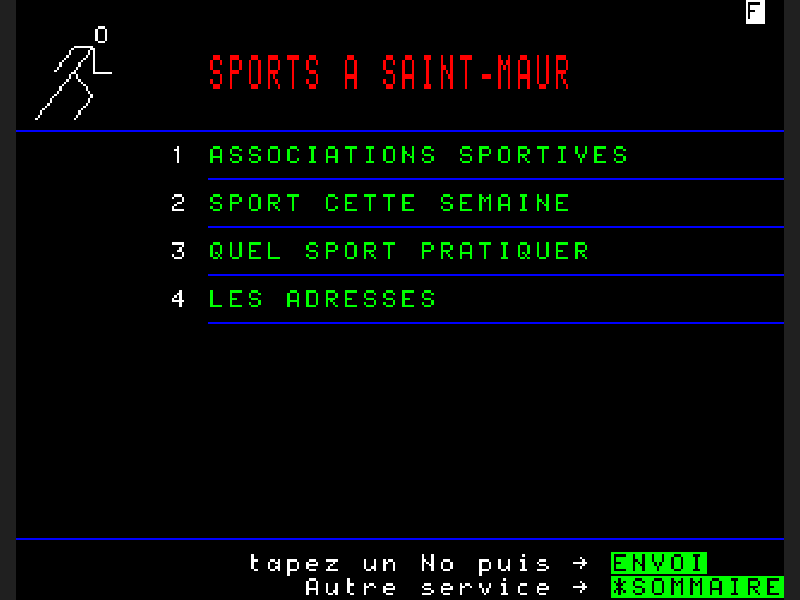 F
SPORTS A SAINT-MAUR
1 ASSOCIATIONS SPORTIVES
2 SPORT CETTE SEMAINE
3 QUEL SPORT PRATIQUER
4 LES ADRESSES
tapez un No puis → ENVOI
Autre service → *SOMMAIRE